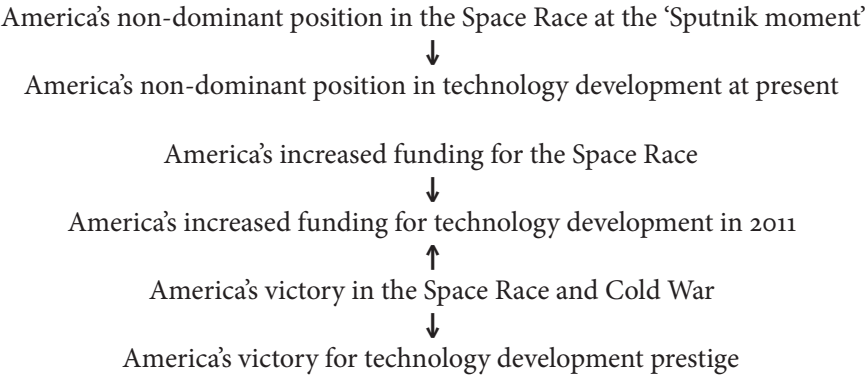 America’s non-dominant position in the Space Race at the ‘Sputnik moment’
America’s non-dominant position in technology development at present
America’s increased funding for the Space Race
America’s increased funding for technology development in 2011
America’s victory in the Space Race and Cold War
America’s victory for technology development prestige